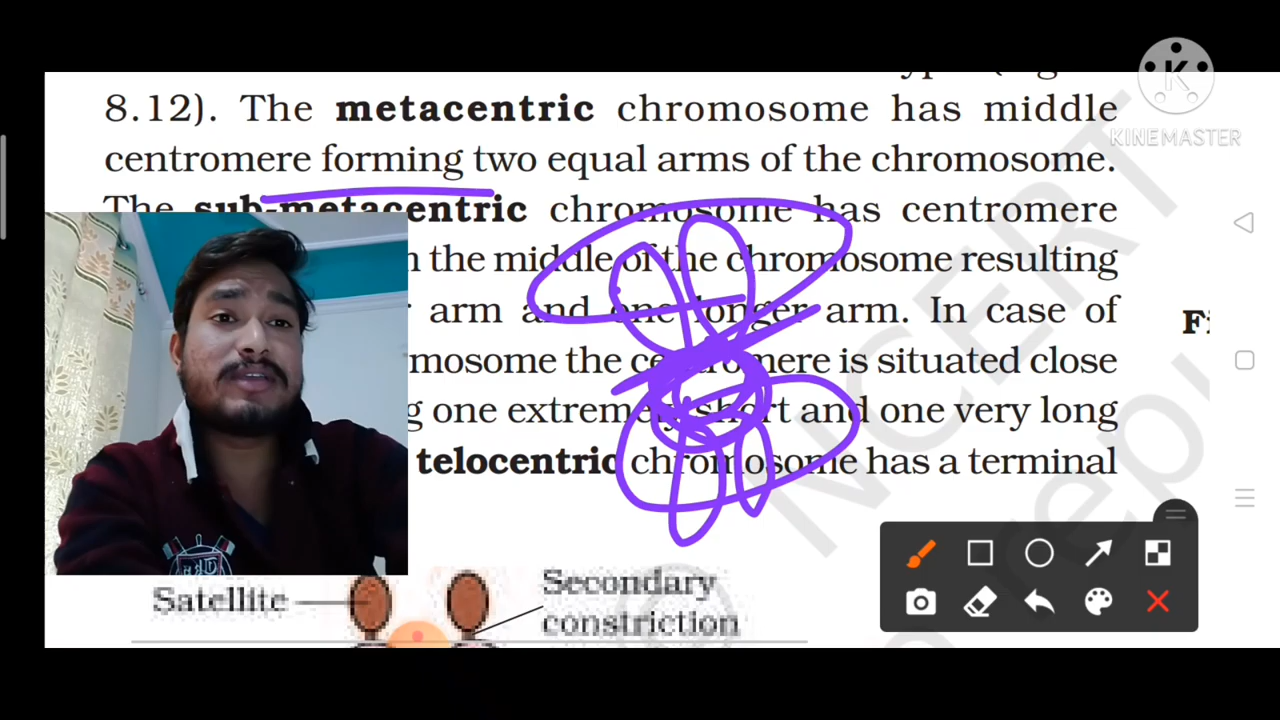 8.12). The metacentric chromosome has middle
centromere forming two equal arms of the chromosome.
The sub-metacentric chromosome has centromere
the middle of the chromosome resulting
arm and one longer arm. In case of
mosome the centromere is situated close
one extremely short and one very long
telocentric chromosome has a terminal
Satellite
Secondary
constriction
K
KINEMASTER
NCERT